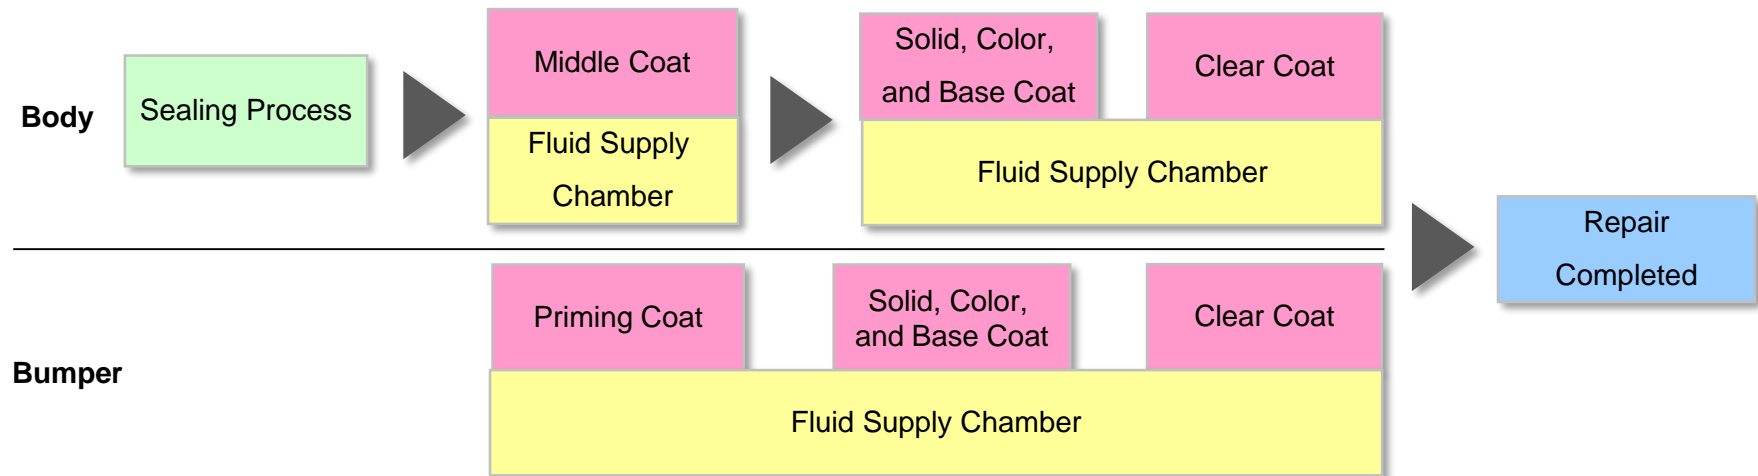 Body
Sealing Process
Middle Coat
Fluid Supply
Chamber
Solid, Color,
and Base Coat
Clear Coat
Fluid Supply Chamber
Bumper
Priming Coat
Solid, Color,
and Base Coat
Clear Coat
Fluid Supply Chamber
Repair
Completed